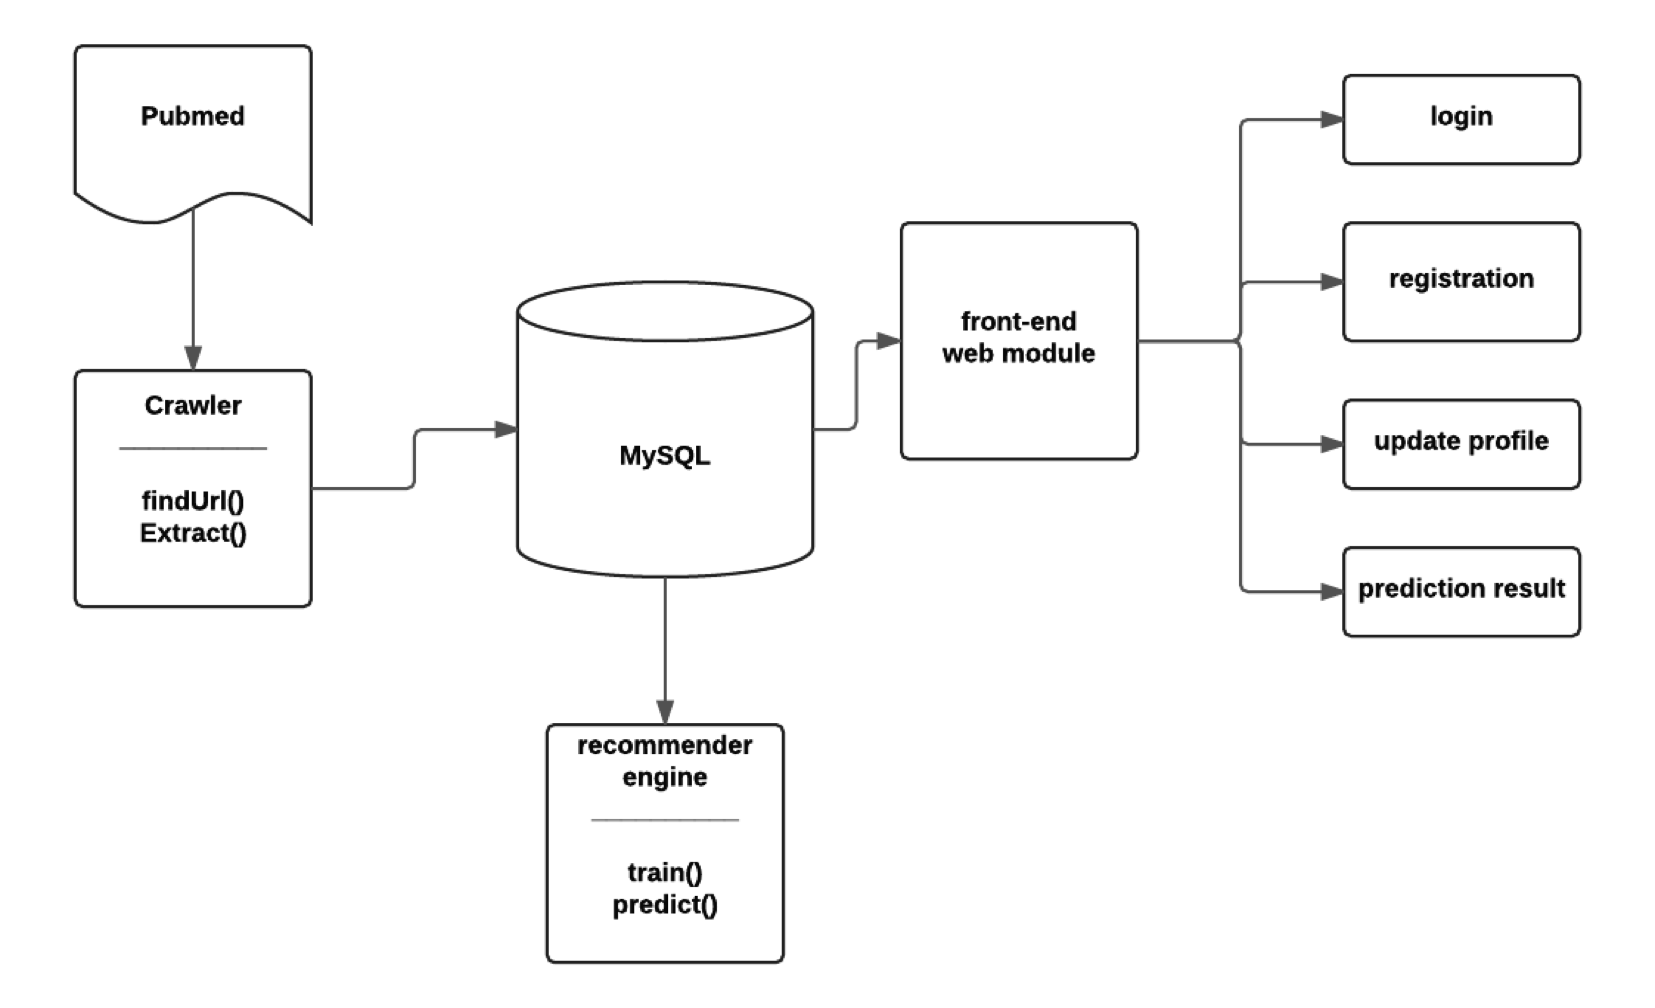 Pubmed
Crawler
findUrl()
Extract()
MySQL
recommender
engine
train()
predict()
front-end
web module
login
registration
update profile
prediction result